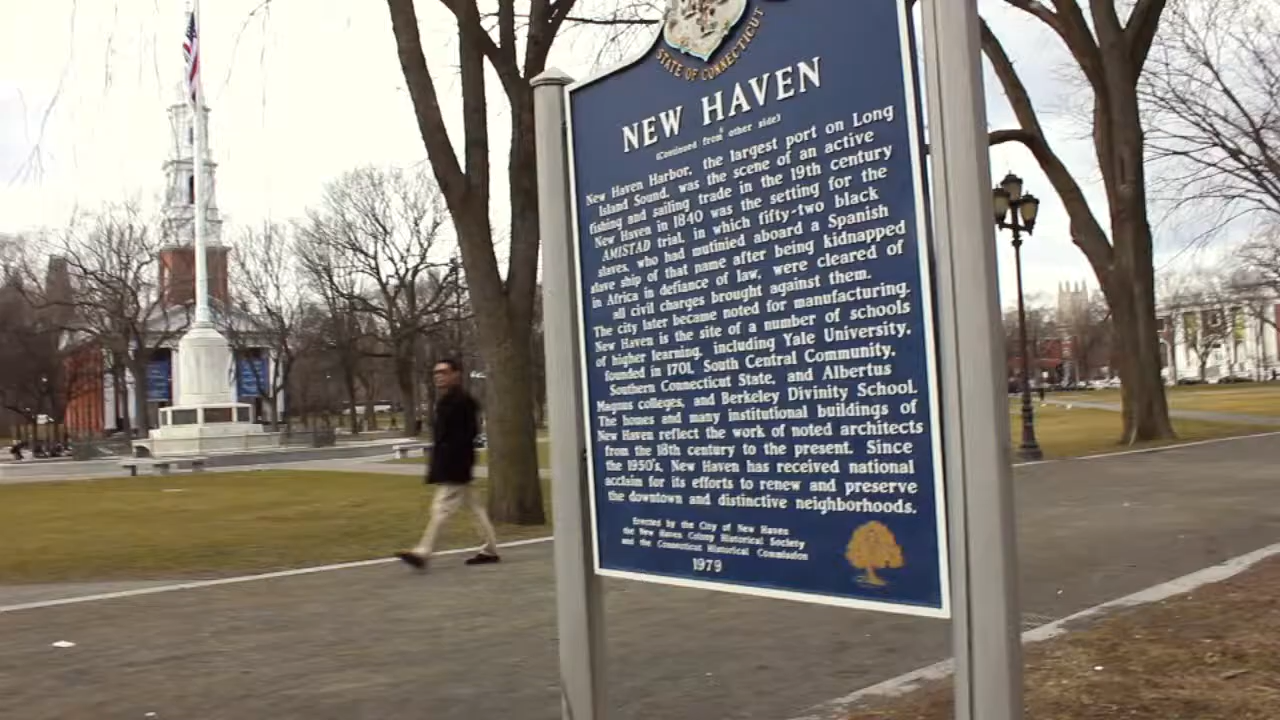 STATE OF CONNECTICUT
NEW HAVEN
(Continued from other side)
New Haven Harbor, the largest port on Long
Island Sound, was the scene of an active
fishing and sailing trade in the 19th century
New Haven in 1840 was the setting for the
AMISTAD trial, in which fifty-two black
slaves, who had mutinied aboard a Spanish
slave ship of that name after being kidnapped
in Africa in defiance of law, were cleared of
all civil charges brought against them.
The city later became noted for manufacturing.
New Haven is the site of a number of schools
of higher learning, including Yale University,
founded in 1701, South Central Community,
Southern Connecticut State, and Albertus
Magnus colleges, and Berkeley Divinity School.
The homes and many institutional buildings of
New Haven reflect the work of noted architects
from the 18th century to the present. Since
the 1950's, New Haven has received national
acclaim for its efforts to renew and preserve
the downtown and distinctive neighborhoods.
Erected by the City of New Haven
the New Haven Colony Historical Society
and the Connecticut Historical Commission
1979